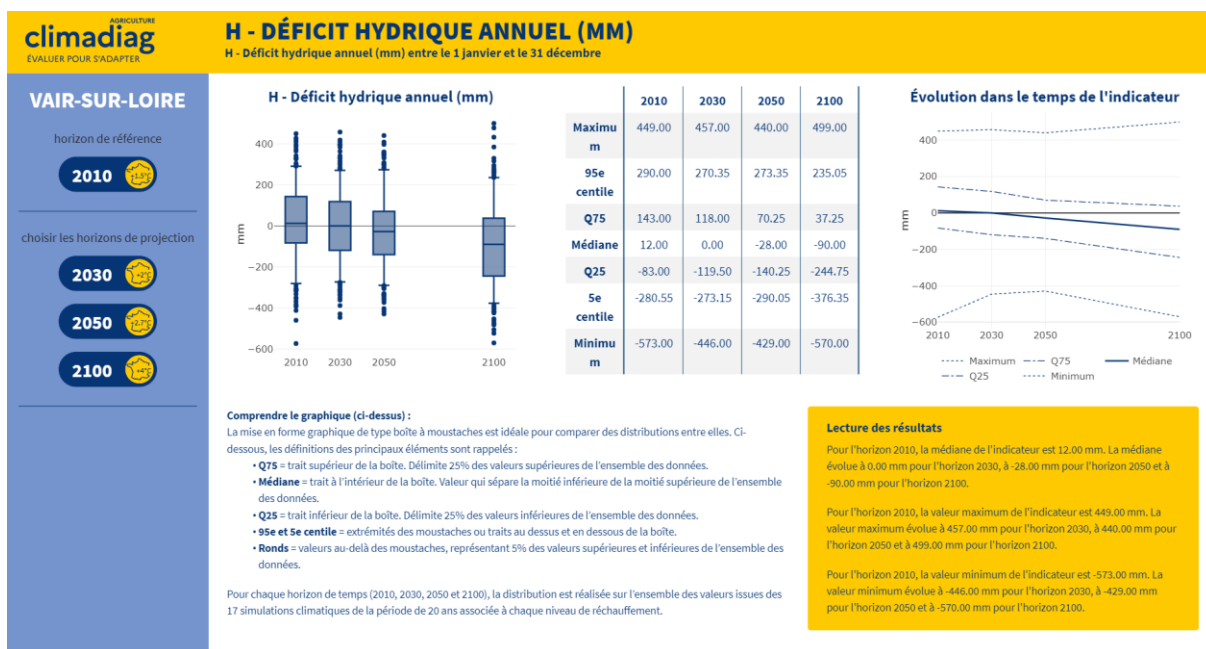 AGRICULTURE
climadiag
ÉVALUER POUR S'ADAPTER
H - DÉFICIT HYDRIQUE ANNUEL (MM)
H - Déficit hydrique annuel (mm) entre le 1 janvier et le 31 décembre
VAIR-SUR-LOIRE
horizon de référence
2010 +1,5°C
choisir les horizons de projection
2030 +2°C
2050 +2,7°C
2100
H - Déficit hydrique annuel (mm)
400
200
0
−200
−400
−600
mm
2010 2030 2050 2100
2010 2030 2050 2100
Maximu
m 449.00 457.00 440.00 499.00
95e
centile 290.00 270.35 273.35 235.05
Q75 143.00 118.00 70.25 37.25
Médiane 12.00 0.00 -28.00 -90.00
Q25 -83.00 -119.50 -140.25 -244.75
5e
centile -280.55 -273.15 -290.05 -376.35
Minimu
m -573.00 -446.00 -429.00 -570.00
Évolution dans le temps de l'indicateur
400
200
0
−200
−400
−600
mm
2010 2030 2050 2100
Maximum Q75 Médiane
Q25 Minimum
Comprendre le graphique (ci-dessus) :
La mise en forme graphique de type boîte à moustaches est idéale pour comparer des distributions entre elles. Ci-
dessous, les définitions des principaux éléments sont rappelés :
• Q75 = trait supérieur de la boîte. Délimite 25% des valeurs supérieures de l'ensemble des données.
• Médiane = trait à l'intérieur de la boîte. Valeur qui sépare la moitié inférieure de la moitié supérieure de l'ensemble
des données.
• Q25 = trait inférieur de la boîte. Délimite 25% des valeurs inférieures de l'ensemble des données.
• 95e et 5e centile = extrémités des moustaches ou traits au dessus et en dessous de la boîte.
• Ronds = valeurs au-delà des moustaches, représentant 5% des valeurs supérieures et inférieures de l'ensemble des
données.
Pour chaque horizon de temps (2010, 2030, 2050 et 2100), la distribution est réalisée sur l'ensemble des valeurs issues des
17 simulations climatiques de la période de 20 ans associée à chaque niveau de réchauffement.
Lecture des résultats
Pour l'horizon 2010, la médiane de l'indicateur est 12.00 mm. La médiane
évolue à 0.00 mm pour l'horizon 2030, à -28.00 mm pour l'horizon 2050 et à
-90.00 mm pour l'horizon 2100.
Pour l'horizon 2010, la valeur maximum de l'indicateur est 449.00 mm. La
valeur maximum évolue à 457.00 mm pour l'horizon 2030, à 440.00 mm pour
l'horizon 2050 et à 499.00 mm pour l'horizon 2100.
Pour l'horizon 2010, la valeur minimum de l'indicateur est -573.00 mm. La
valeur minimum évolue à -446.00 mm pour l'horizon 2030, à -429.00 mm
pour l'horizon 2050 et à -570.00 mm pour l'horizon 2100.